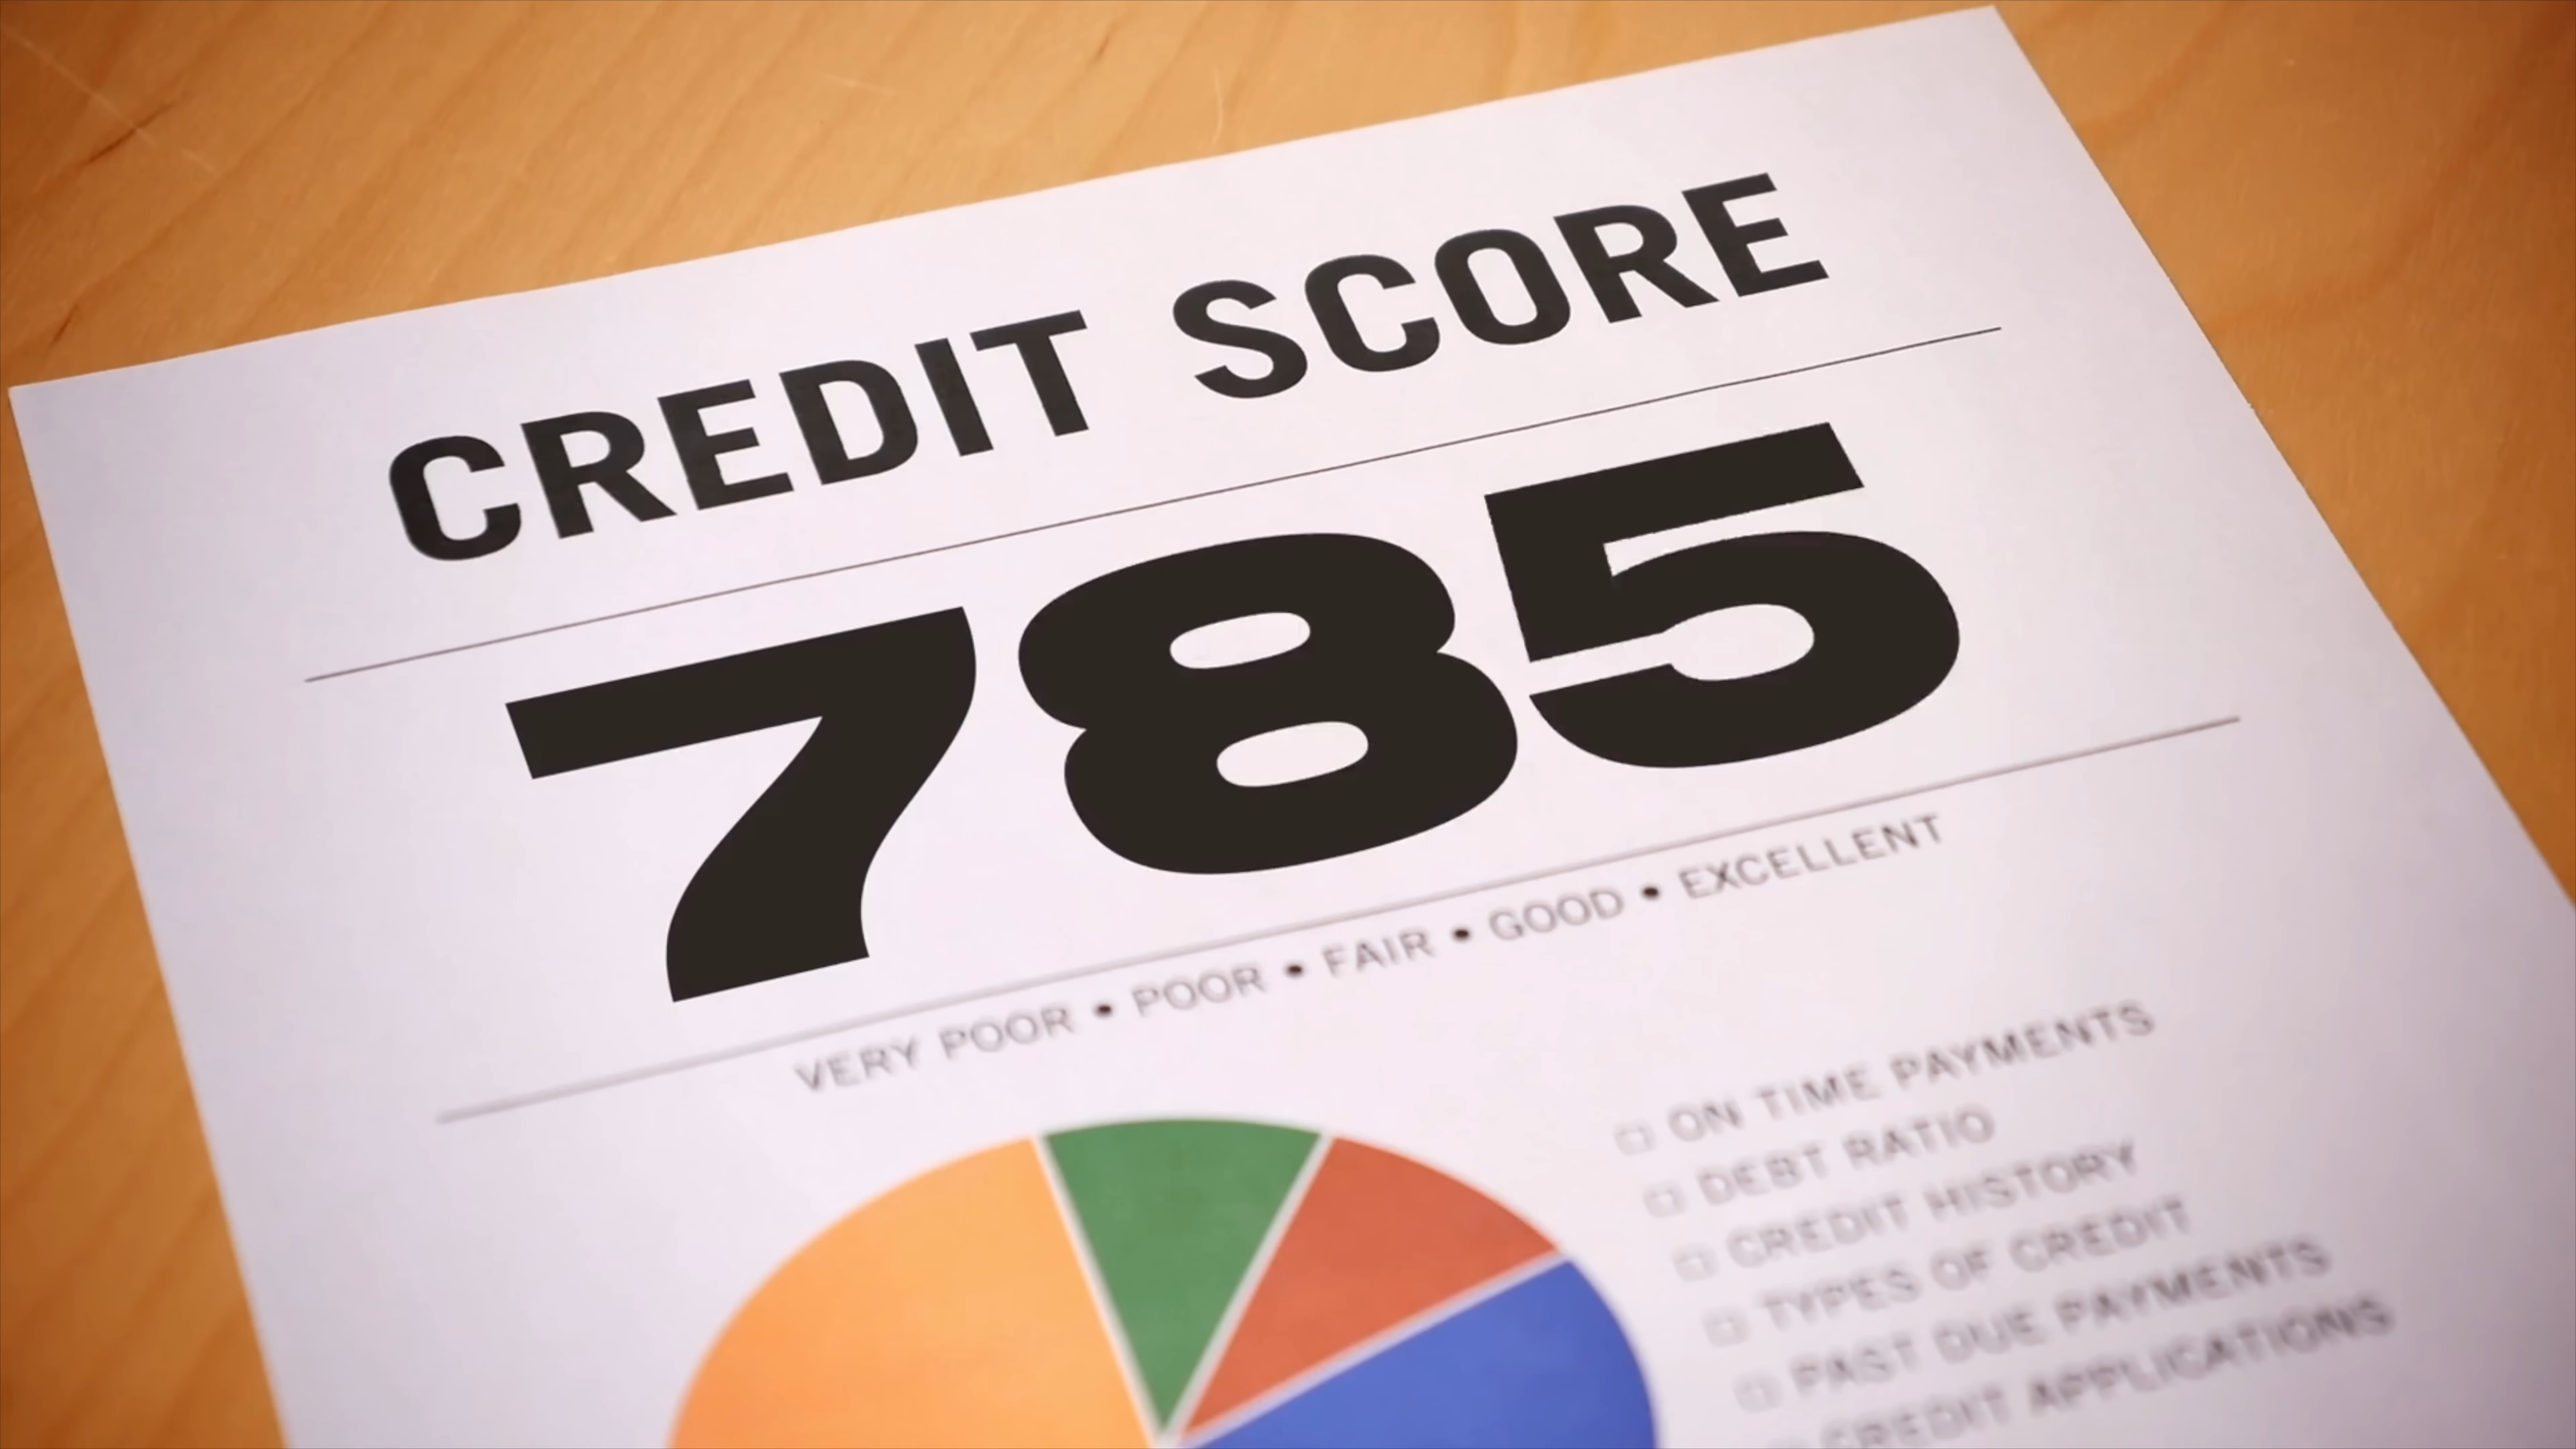 CREDIT SCORE
785
VERY POOR • POOR • FAIR • GOOD • EXCELLENT
ON TIME PAYMENTS
DEBT RATIO
CREDIT HISTORY
TYPES OF CREDIT
PAST DUE PAYMENTS
CREDIT APPLICATIONS